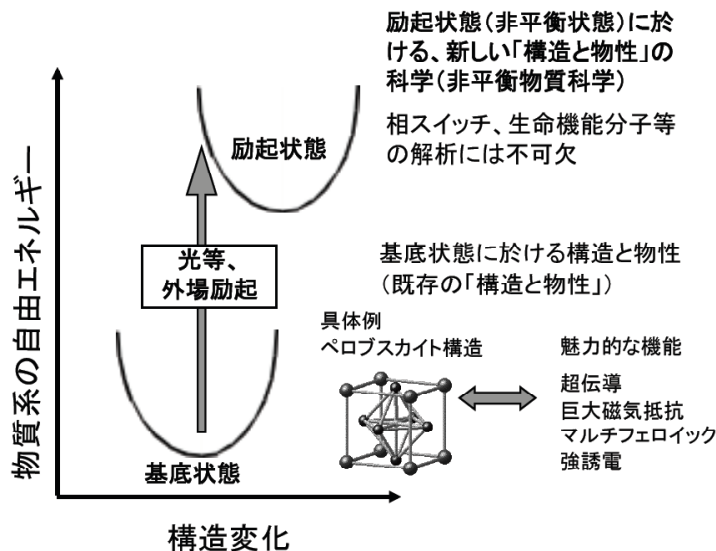 励起状態(非平衡状態)に於
ける、新しい「構造と物性」の
科学(非平衡物質科学)
相スイッチ、生命機能分子等
の解析には不可欠
励起状態
光等、
外場励起
基底状態に於ける構造と物性
(既存の「構造と物性」)
具体例
ペロブスカイト構造
魅力的な機能
超伝導
巨大磁気抵抗
マルチフェロイック
強誘電
基底状態
物質系の自由エネルギー
構造変化